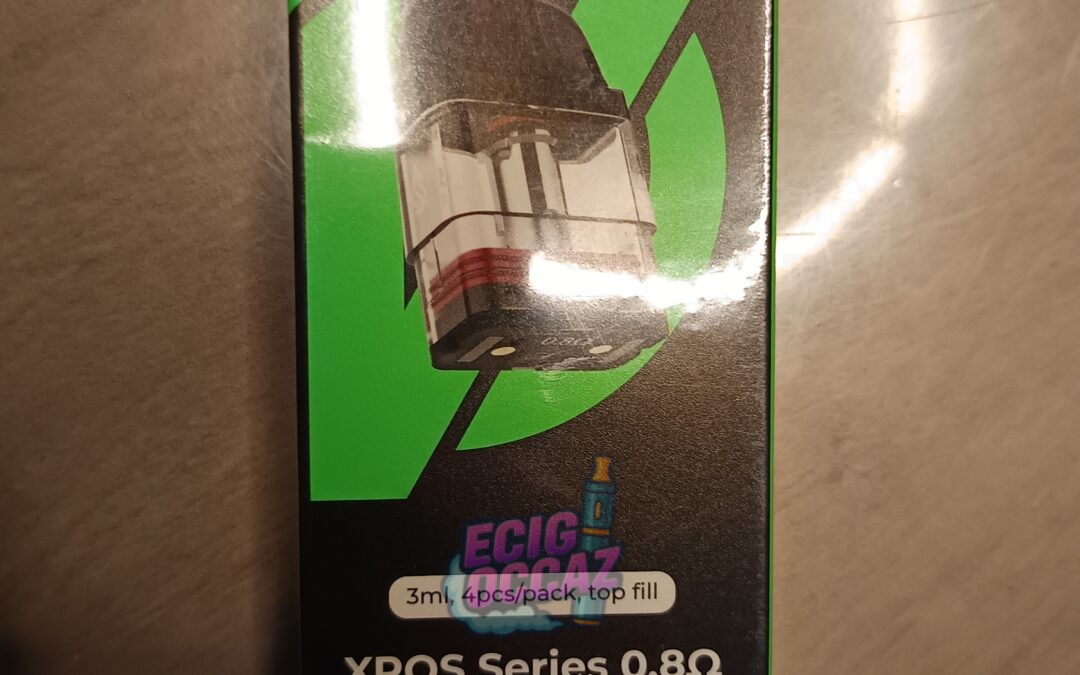 0.8Ω
ECIG
OCCAZ
3ml, 4pcs/pack, top fill
XROS Series 0.8Ω